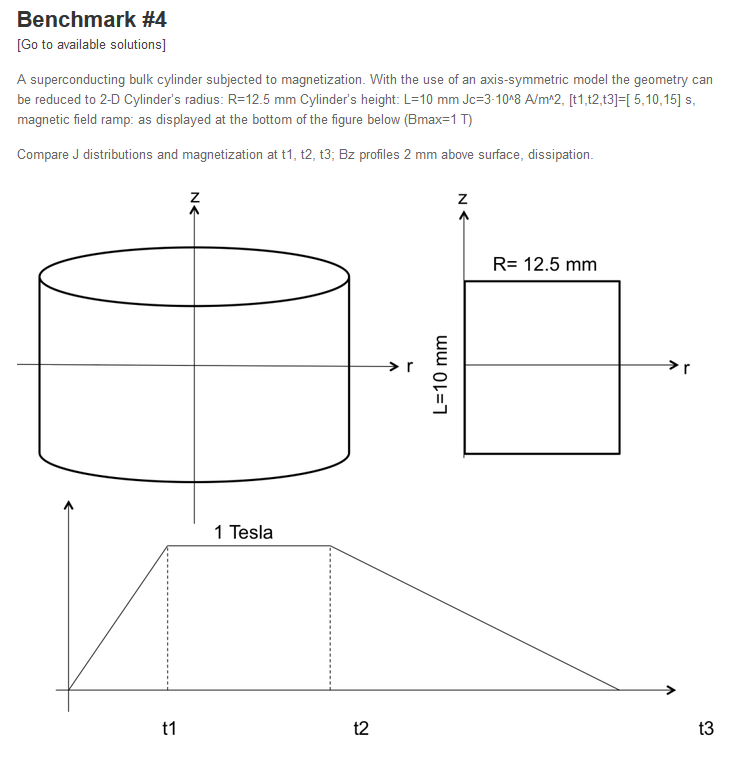 Benchmark #4
[Go to available solutions]
A superconducting bulk cylinder subjected to magnetization. With the use of an axis-symmetric model the geometry can
be reduced to 2-D Cylinder's radius: R=12.5 mm Cylinder's height: L=10 mm Jc=3·10^8 A/m^2, [t1,t2,t3]=[ 5,10,15] s,
magnetic field ramp: as displayed at the bottom of the figure below (Bmax=1 T)
Compare J distributions and magnetization at t1, t2, t3; Bz profiles 2 mm above surface, dissipation.
z
z
R= 12.5 mm
r
L=10 mm
r
1 Tesla
t1
t2
t3